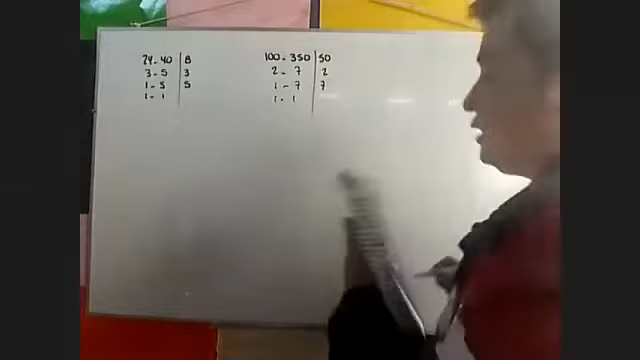 24 - 40 | 8
3 - 5 | 3
1 - 5 | 5
1 - 1
100 - 350 | 50
2 - 7 | 2
1 - 7 | 7
1 - 1